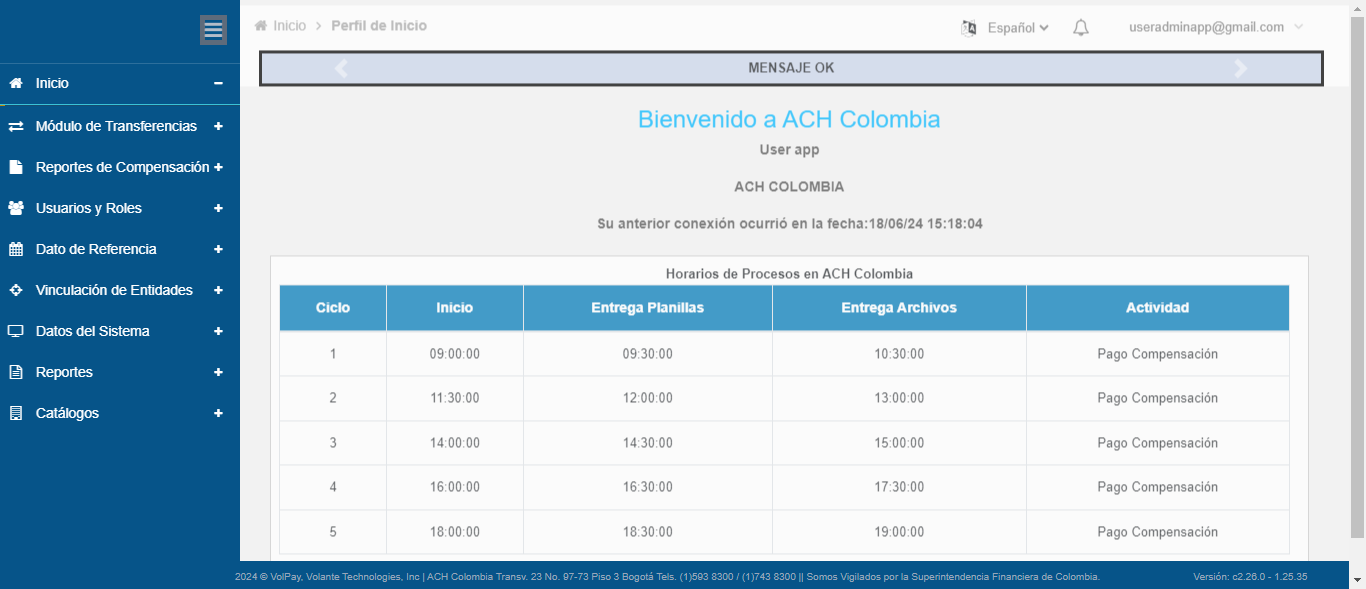 Inicio > Perfil de Inicio
Español
useradminapp@gmail.com
MENSAJE OK
Inicio
Módulo de Transferencias
Reportes de Compensación
Usuarios y Roles
Dato de Referencia
Vinculación de Entidades
Datos del Sistema
Reportes
Catálogos
Bienvenido a ACH Colombia
User app
ACH COLOMBIA
Su anterior conexión ocurrió en la fecha:18/06/24 15:18:04
Horarios de Procesos en ACH Colombia
Ciclo Inicio Entrega Planillas Entrega Archivos Actividad
1 09:00:00 09:30:00 10:30:00 Pago Compensación
2 11:30:00 12:00:00 13:00:00 Pago Compensación
3 14:00:00 14:30:00 15:00:00 Pago Compensación
4 16:00:00 16:30:00 17:30:00 Pago Compensación
5 18:00:00 18:30:00 19:00:00 Pago Compensación
2024 © VolPay, Volante Technologies, Inc | ACH Colombia Transv. 23 No. 97-73 Piso 3 Bogotá Tels. (1)593 8300 / (1)743 8300 || Somos Vigilados por la Superintendencia Financiera de Colombia.
Versión: c2.26.0 - 1.25.35